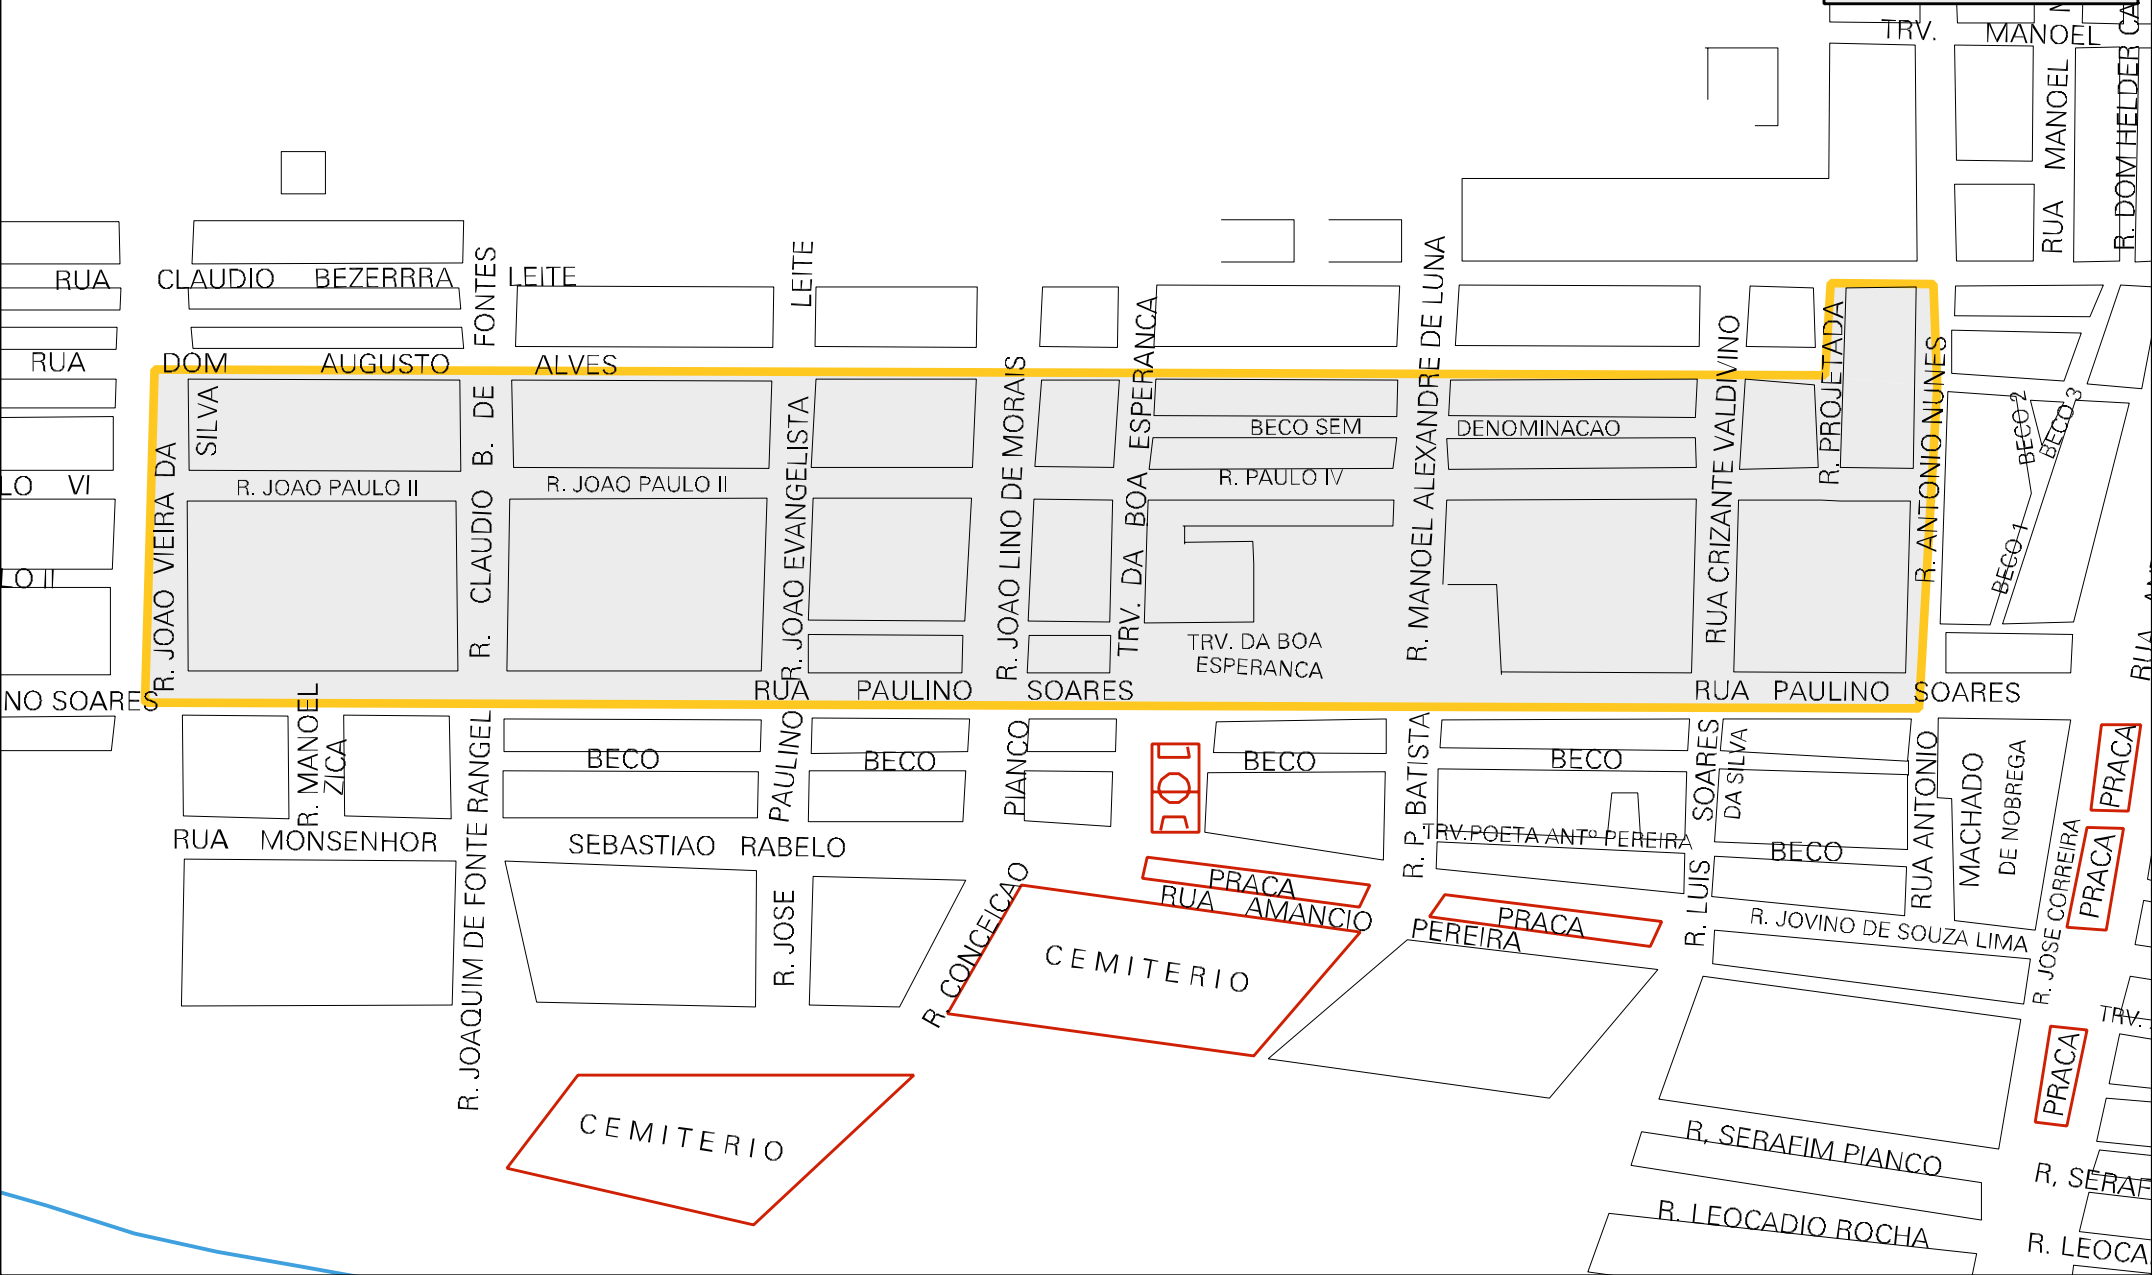 TRV. MANOEL
RUA MANOEL
R. DOM HELDER CA
RUA CLAUDIO BEZERRRA LEITE
RUA DOM AUGUSTO ALVES
LEITE
R. JOAO VIEIRA DA SILVA
R. CLAUDIO B. DE FONTES
R. JOAO EVANGELISTA
R. JOAO LINO DE MORAIS
TRV. DA BOA ESPERANCA
R. MANOEL ALEXANDRE DE LUNA
RUA CRIZANTE VALDIVINO
R. PROJETADA
R. ANTONIO NUNES
BECO 2
BECO 3
BECO 1
BECO SEM DENOMINACAO
LO VI
R. JOAO PAULO II
R. JOAO PAULO II
R. PAULO IV
LO II
TRV. DA BOA
ESPERANCA
NO SOARES
RUA PAULINO SOARES
RUA PAULINO SOARES
R. MANOEL
ZICA
R. JOAQUIM DE FONTE RANGEL
BECO
R. JOSE PAULINO
BECO
R. CONCEICAO PIANCO
BECO
R. P. BATISTA
BECO
R. LUIS SOARES
DA SILVA
RUA ANTONIO
MACHADO
DE NOBREGA
PRACA
RUA MONSENHOR SEBASTIAO RABELO
TRV.POETA ANTº PEREIRA
BECO
PRACA
PRACA
RUA AMANCIO PEREIRA
PRACA
R. JOVINO DE SOUZA LIMA
R. JOSE CORREIRA
CEMITERIO
TRV.
PRACA
CEMITERIO
R, SERAFIM PIANCO
R, SERAF
R. LEOCADIO ROCHA
R. LEOCA